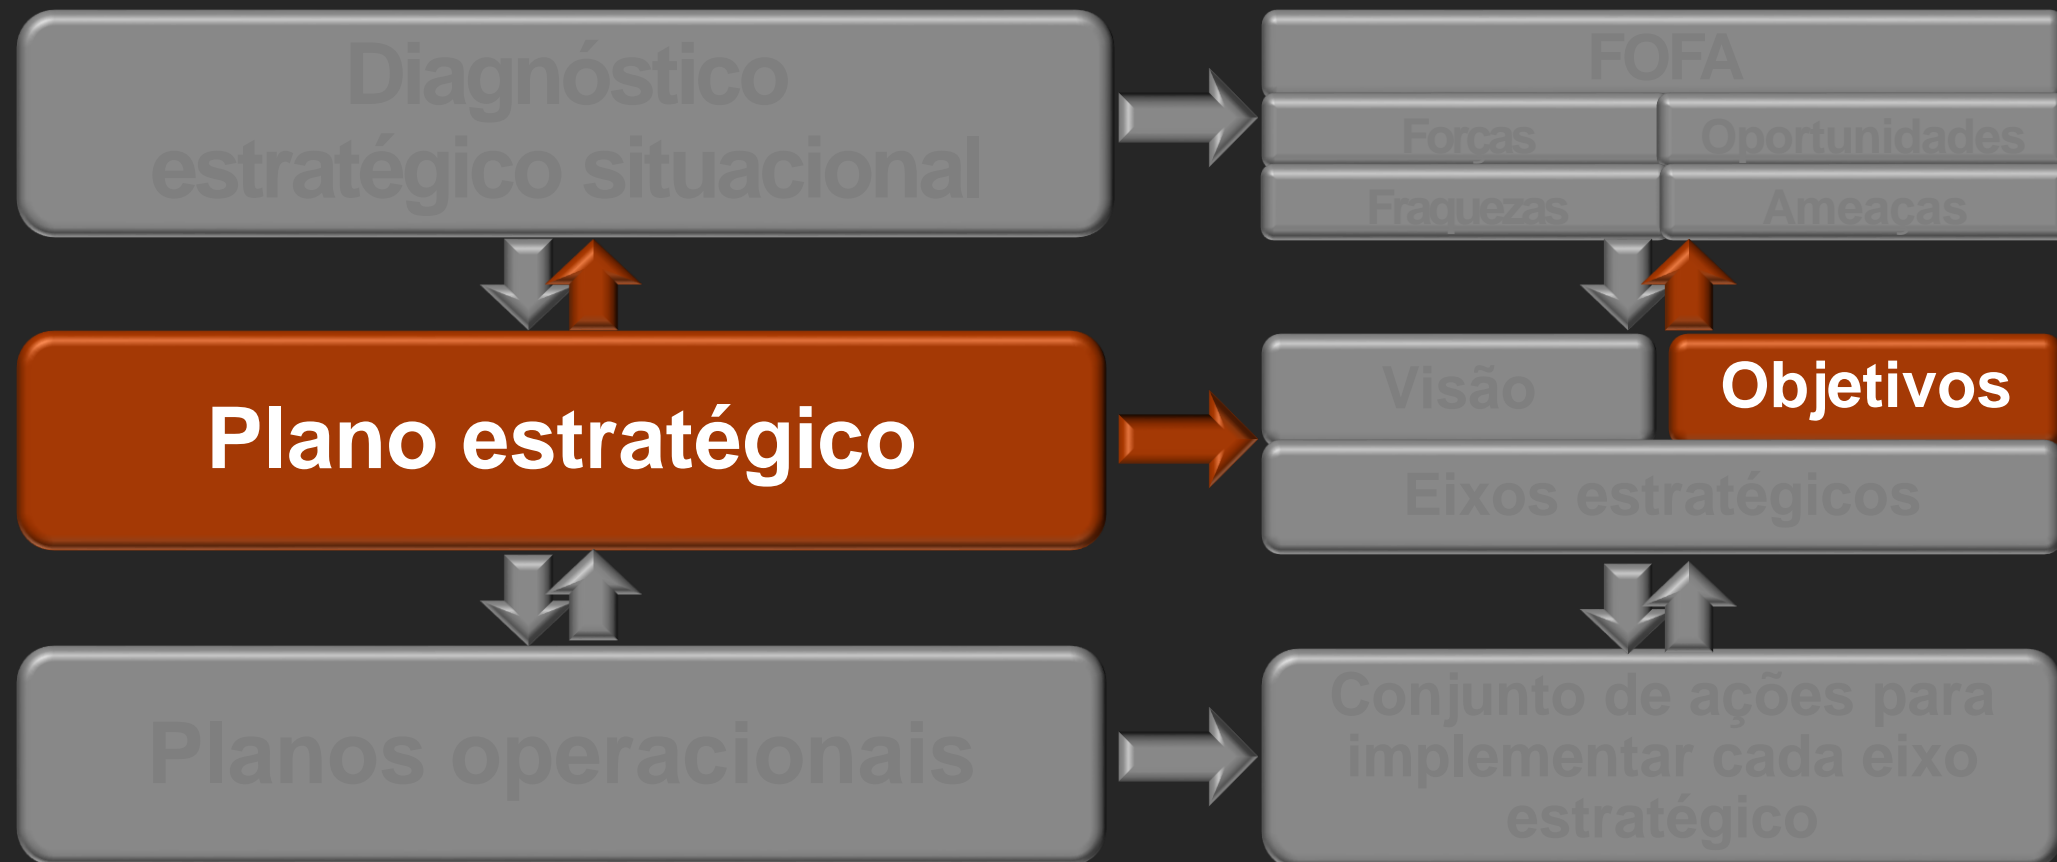 Diagnóstico
estratégico situacional
FOFA
Forças
Oportunidades
Fraquezas
Ameaças
Plano estratégico
Visão
Objetivos
Eixos estratégicos
Planos operacionais
Conjunto de ações para
implementar cada eixo
estratégico